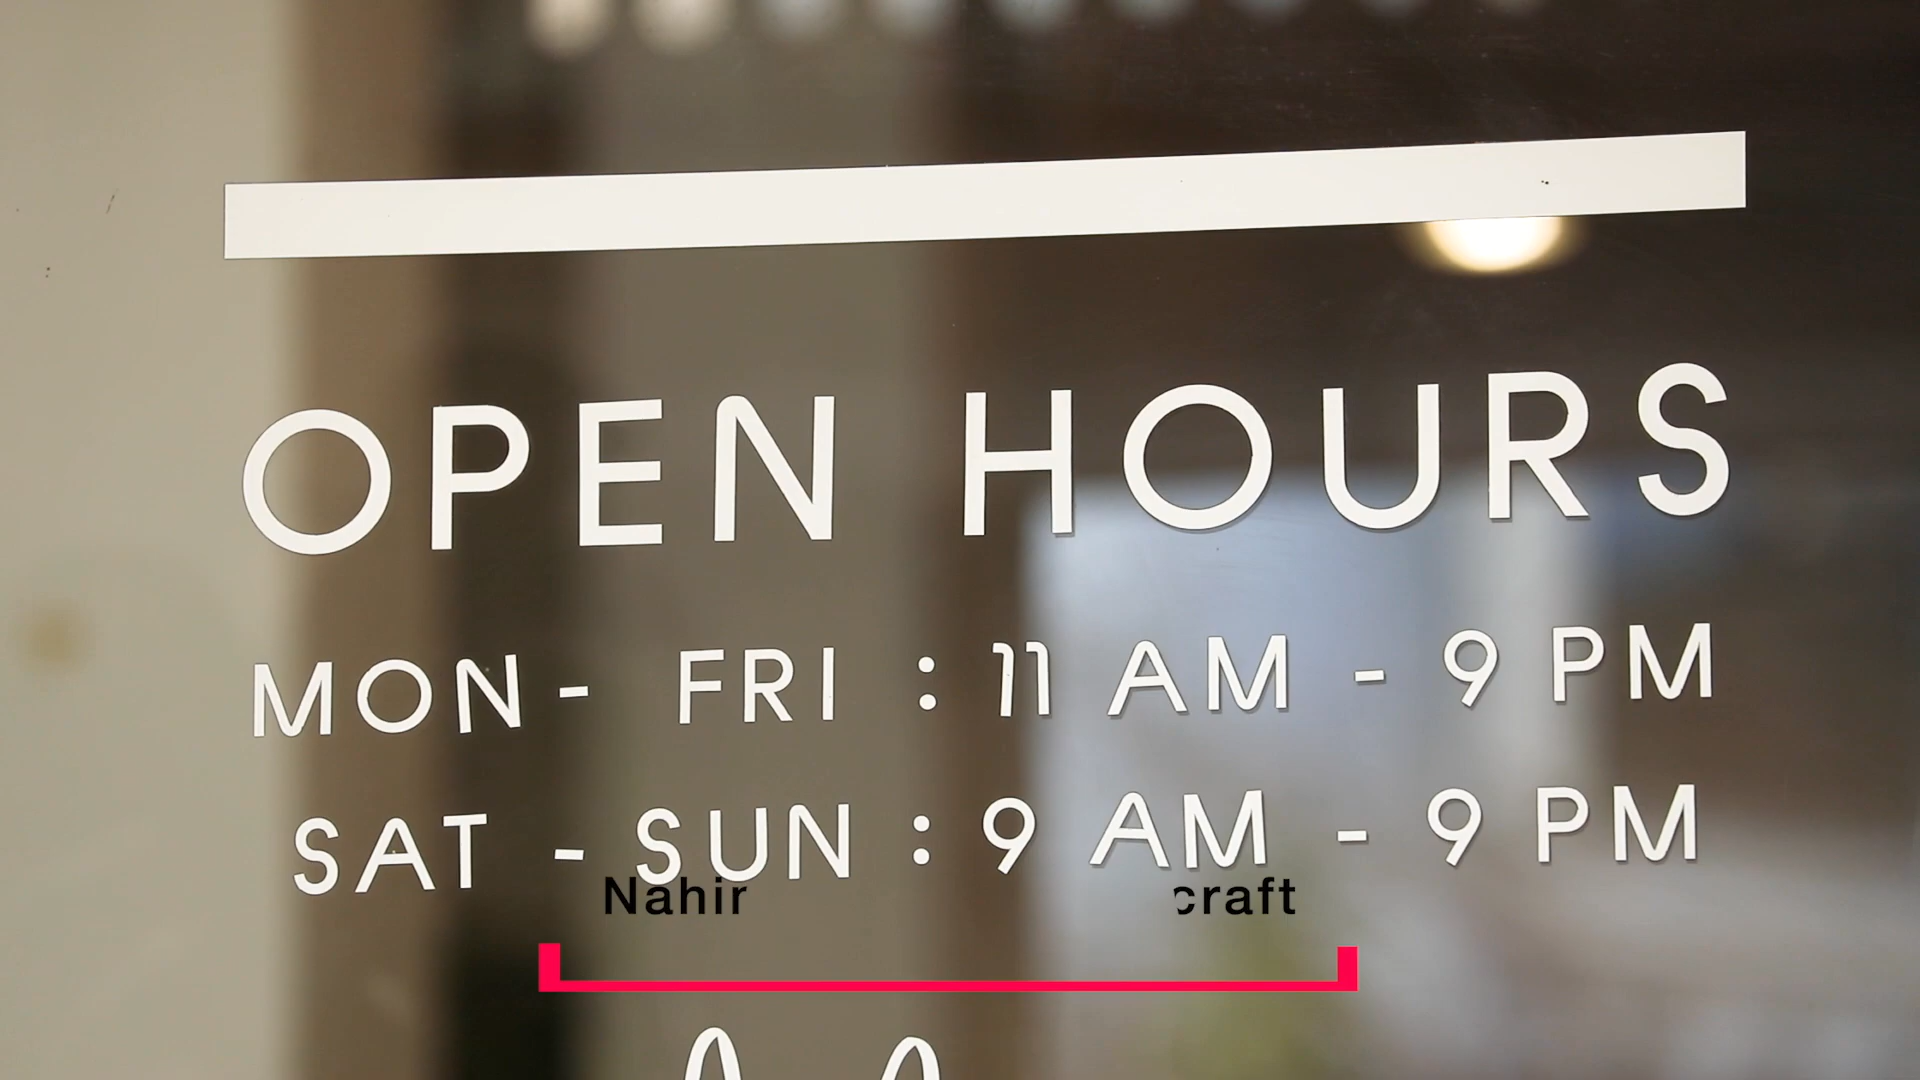 OPEN HOURS
MON- FRI : 11 AM - 9 PM
SAT - SUN : 9 AM - 9 PM
Nahir craft